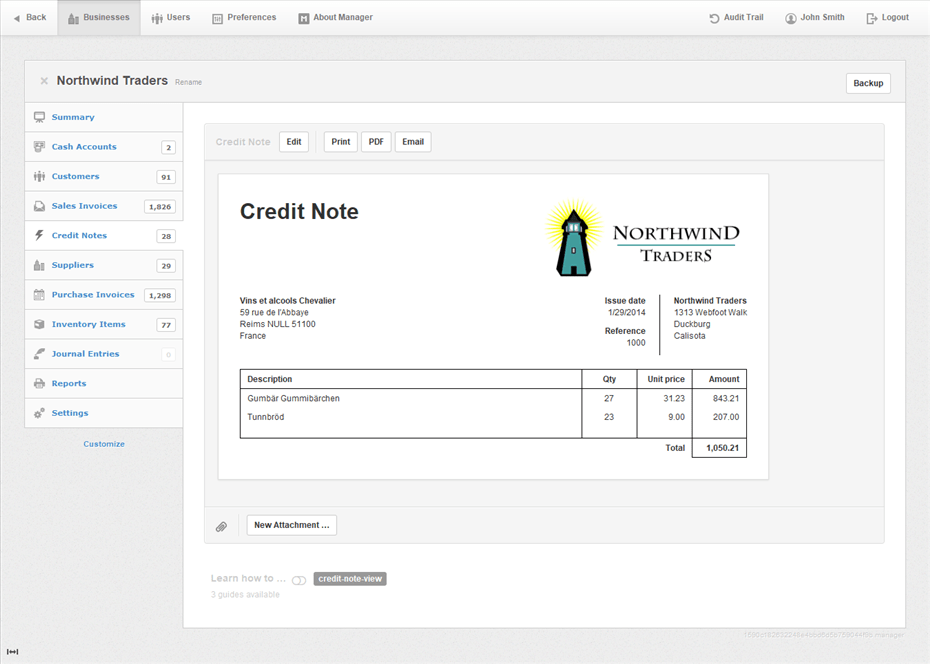 Back
Businesses
Users
Preferences
About Manager
Audit Trail
John Smith
Logout
Northwind Traders Rename
Backup
Summary
Cash Accounts 2
Customers 91
Sales Invoices 1,826
Credit Notes 28
Suppliers 29
Purchase Invoices 1,298
Inventory Items 77
Journal Entries 0
Reports
Settings
Customize
Credit Note
Edit
Print
PDF
Email
Credit Note
NORTHWIND
TRADERS
Vins et alcools Chevalier
59 rue de l'Abbaye
Reims NULL 51100
France
Issue date
1/29/2014
Reference
1000
Northwind Traders
1313 Webfoot Walk
Duckburg
Calisota
Description Qty Unit price Amount
Gumbär Gummibärchen 27 31.23 843.21
Tunnbröd 23 9.00 207.00
Total 1,050.21
New Attachment ...
Learn how to ... credit-note-view
3 guides available